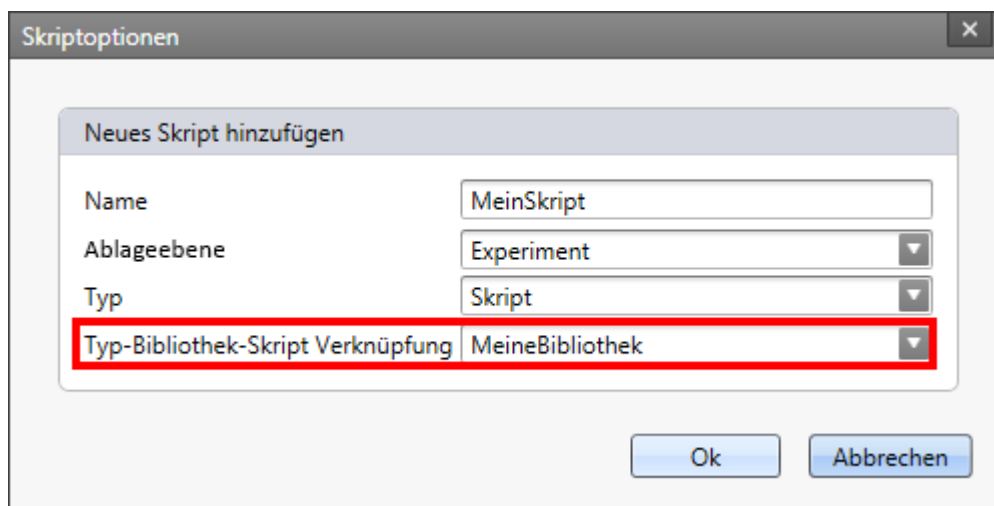 Skriptoptionen
Neues Skript hinzufügen
Name MeinSkript
Ablageebene Experiment
Typ Skript
Typ-Bibliothek-Skript Verknüpfung MeineBibliothek
Ok Abbrechen